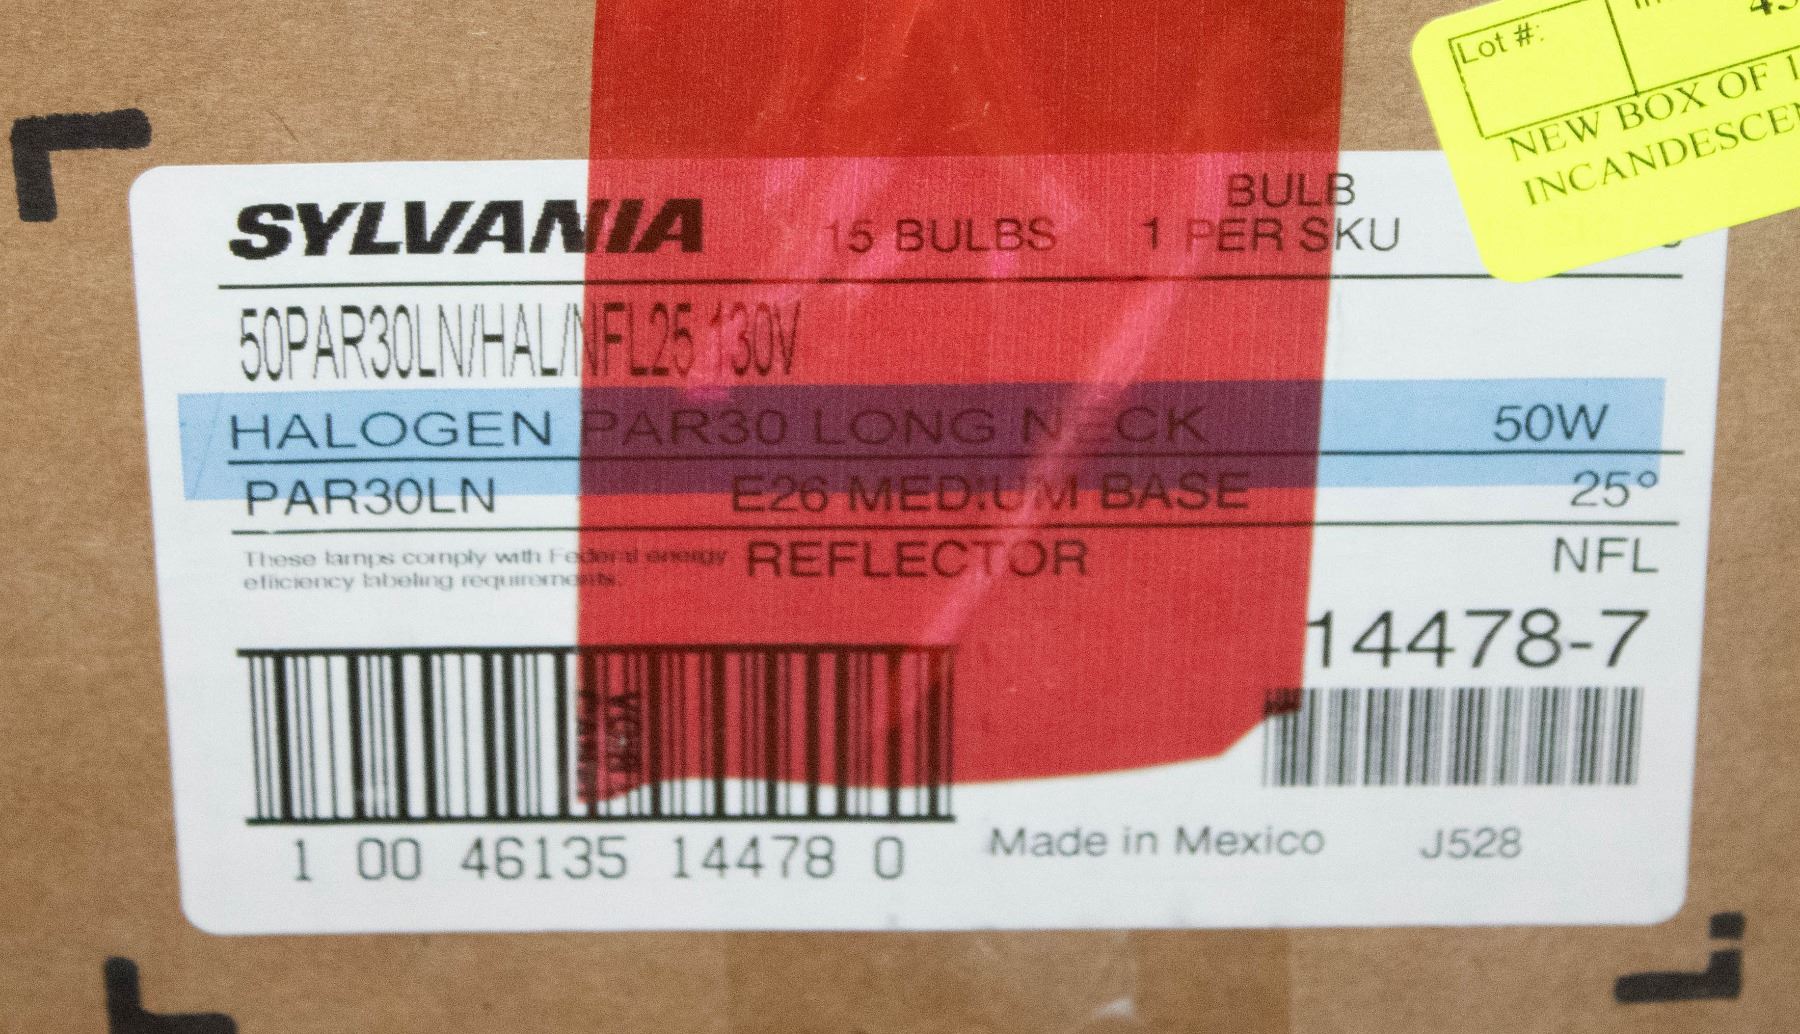 Lot #:
NEW BOX OF
INCANDESCE
SYLVANIA 15 BULBS 1 BULB PER SKU
50PAR30LN/HAL/NFL25 130V
HALOGEN PAR30 LONG NECK 50W
PAR30LN E26 MEDIUM BASE 25°
These lamps comply with Federal energy
efficiency labeling requirements.
REFLECTOR NFL
14478-7
1 00 46135 14478 0
Made in Mexico J528